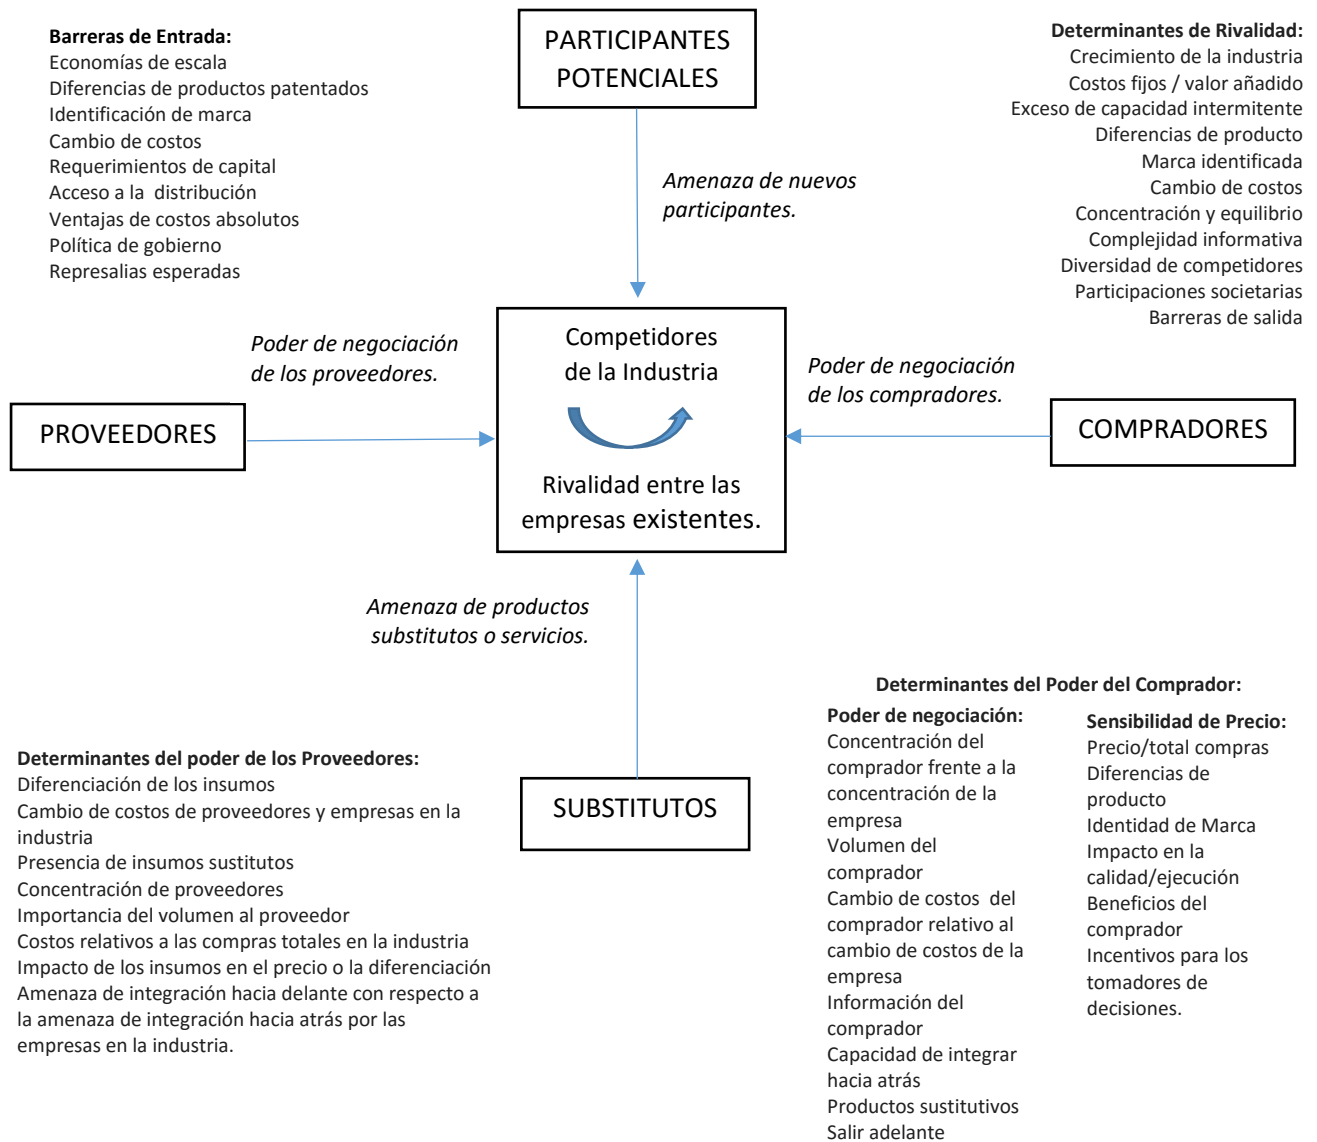 Barreras de Entrada:
Economías de escala
Diferencias de productos patentados
Identificación de marca
Cambio de costos
Requerimientos de capital
Acceso a la  distribución
Ventajas de costos absolutos
Política de gobierno
Represalias esperadas
PARTICIPANTES
POTENCIALES
Determinantes de Rivalidad:
Crecimiento de la industria
Costos fijos / valor añadido
Exceso de capacidad intermitente
Diferencias de producto
Marca identificada
Cambio de costos
Concentración y equilibrio
Complejidad informativa
Diversidad de competidores
Participaciones societarias
Barreras de salida
Amenaza de nuevos
participantes.
Poder de negociación
de los proveedores.
Competidores
de la Industria
Rivalidad entre las
empresas existentes.
Poder de negociación
de los compradores.
PROVEEDORES
COMPRADORES
Amenaza de productos
substitutos o servicios.
Determinantes del poder de los Proveedores:
Diferenciación de los insumos
Cambio de costos de proveedores y empresas en la
industria
Presencia de insumos sustitutos
Concentración de proveedores
Importancia del volumen al proveedor
Costos relativos a las compras totales en la industria
Impacto de los insumos en el precio o la diferenciación
Amenaza de integración hacia delante con respecto a
la amenaza de integración hacia atrás por las
empresas en la industria.
SUBSTITUTOS
Determinantes del Poder del Comprador:
Poder de negociación:
Concentración del
comprador frente a la
concentración de la
empresa
Volumen del
comprador
Cambio de costos  del
comprador relativo al
cambio de costos de la
empresa
Información del
comprador
Capacidad de integrar
hacia atrás
Productos sustitutivos
Salir adelante
Sensibilidad de Precio:
Precio/total compras
Diferencias de
producto
Identidad de Marca
Impacto en la
calidad/ejecución
Beneficios del
comprador
Incentivos para los
tomadores de
decisiones.